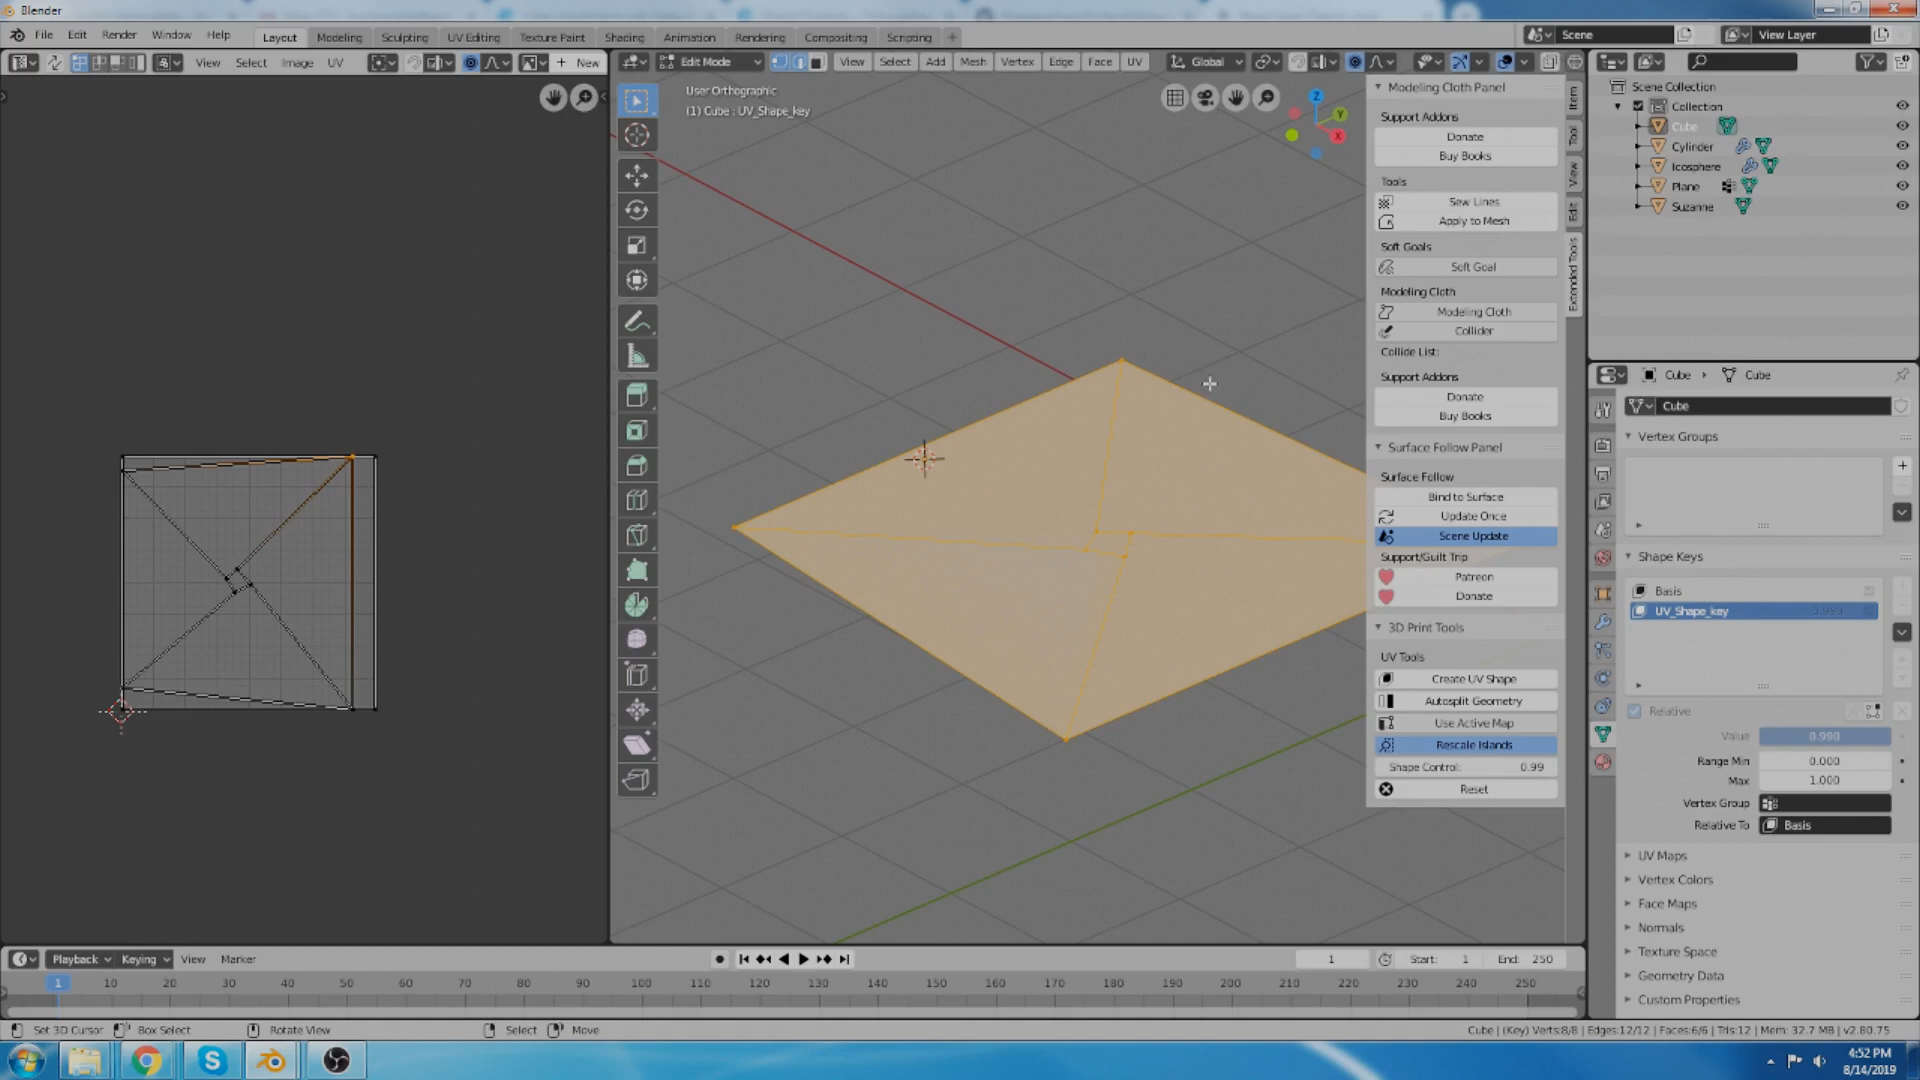 Blender
File Edit Render Window Help Layout Modeling Sculpting UV Editing Texture Paint Shading Animation Rendering Compositing Scripting + Scene View Layer
View Select Image UV + New
Edit Mode View Select Add Mesh Vertex Edge Face UV Global
User Orthographic
(1) Cube : UV_Shape_key
Z
Y
X
Modeling Cloth Panel
Support Addons
Donate
Buy Books
Tools
Sew Lines
Apply to Mesh
Soft Goals
Soft Goal
Modeling Cloth
Modeling Cloth
Collider
Collide List:
Support Addons
Donate
Buy Books
Surface Follow Panel
Surface Follow
Bind to Surface
Update Once
Scene Update
Support/Guilt Trip
Patreon
Donate
3D Print Tools
UV Tools
Create UV Shape
Autosplit Geometry
Use Active Map
Rescale Islands
Shape Control: 0.99
Reset
Item
Tool
View
Edit
Extended Tools
Scene Collection
Collection
Cube
Cylinder
Icosphere
Plane
Suzanne
Cube Cube
Cube
Vertex Groups
Shape Keys
Basis
UV_Shape_key 0.990
Relative
Value 0.990
Range Min 0.000
Max 1.000
Vertex Group
Relative To Basis
UV Maps
Vertex Colors
Face Maps
Normals
Texture Space
Geometry Data
Custom Properties
Playback Keying View Marker 1 Start: 1 End: 250
1 10 20 30 40 50 60 70 80 90 100 110 120 130 140 150 160 170 180 190 200 210 220 230 240 250
Set 3D Cursor Box Select Rotate View Select Move Cube | (Key) Verts:8/8 | Edges:12/12 | Faces:6/6 | Tris:12 | Mem: 32.7 MB | v2.80.75
4:52 PM
8/14/2019